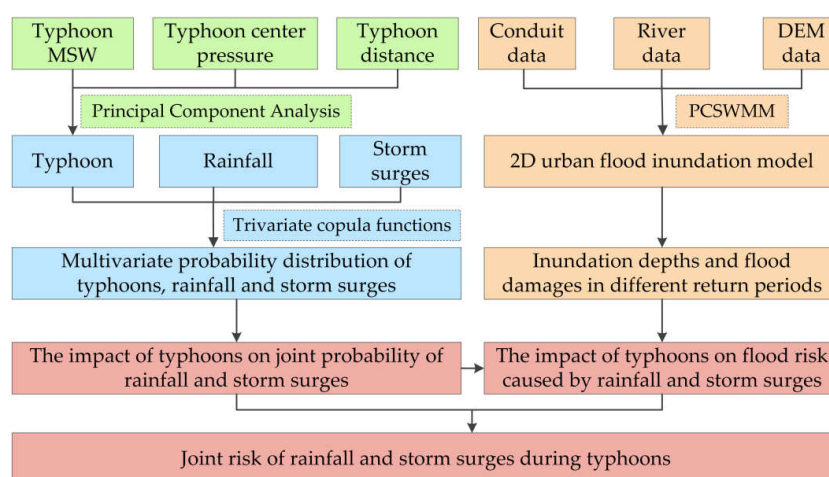 Typhoon
MSW
Typhoon center
pressure
Typhoon
distance
Conduit
data
River
data
DEM
data
Principal Component Analysis
PCSWMM
Typhoon
Rainfall
Storm
surges
2D urban flood inundation model
Trivariate copula functions
Multivariate probability distribution of
typhoons, rainfall and storm surges
Inundation depths and flood
damages in different return periods
The impact of typhoons on joint probability of
rainfall and storm surges
The impact of typhoons on flood risk
caused by rainfall and storm surges
Joint risk of rainfall and storm surges during typhoons